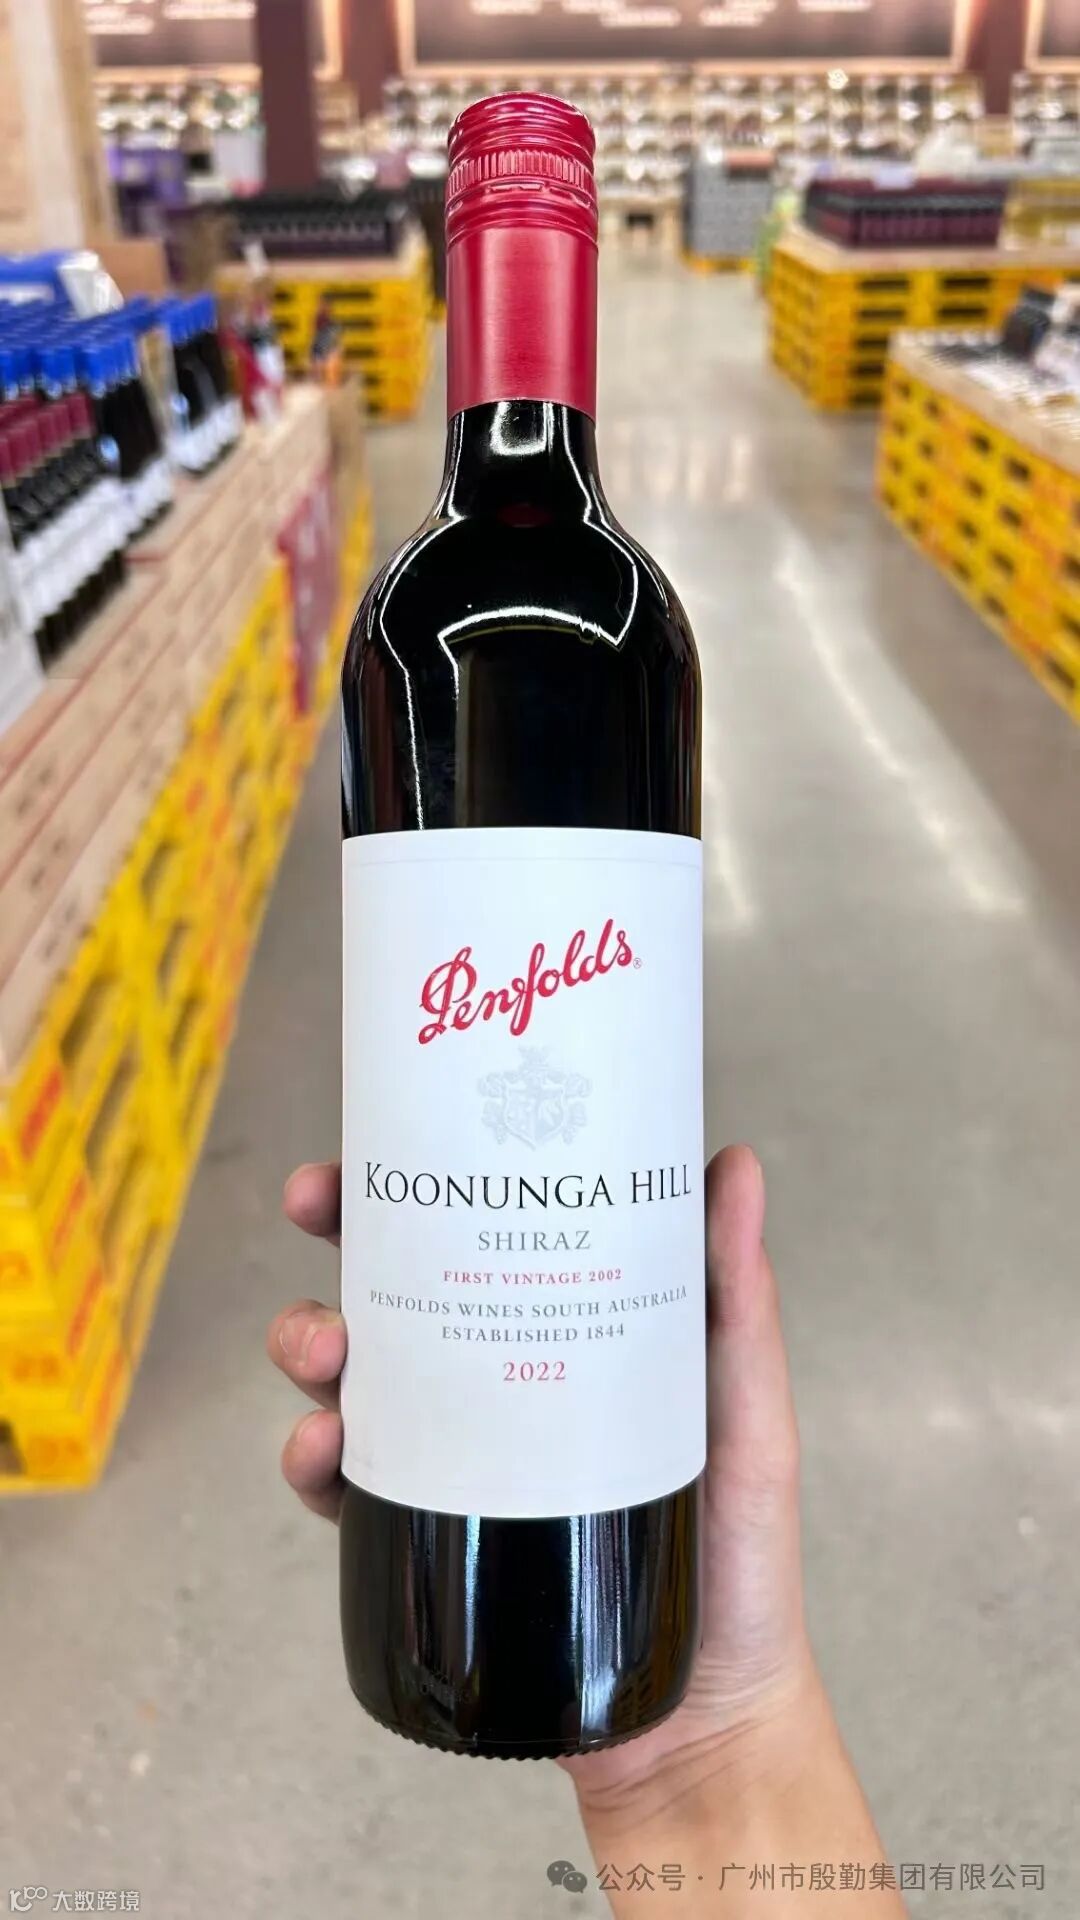 Penfolds®
KOONUNGA HILL
SHIRAZ
FIRST VINTAGE 2002
PENFOLDS WINES SOUTH AUSTRALIA
ESTABLISHED 1844
2022
公众号 · 广州市殷勤集团有限公司
大数跨境